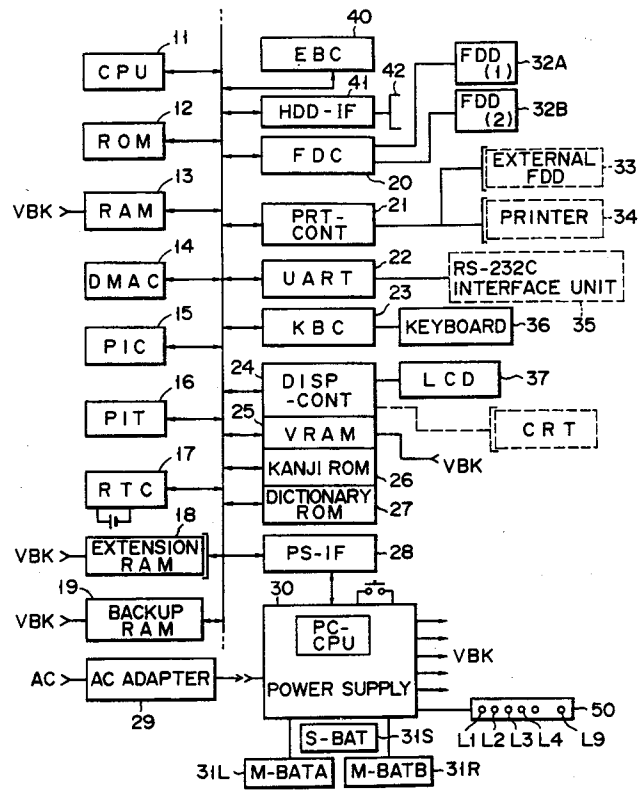 40
11
EBC
CPU
41
42
FDD
(1)
32A
HDD-IF
FDD
(2)
32B
12
ROM
FDC
20
EXTERNAL
FDD
33
13
VBK
RAM
21
PRT-
CONT
PRINTER
34
14
DMAC
22
UART
RS-232C
INTERFACE UNIT
35
15
PIC
23
KBC
KEYBOARD
36
24
DISP
-CONT
LCD
37
16
PIT
25
VRAM
CRT
VBK
17
RTC
KANJI ROM
26
DICTIONARY
ROM
27
18
VBK
EXTENSION
RAM
PS-IF
28
19
VBK
BACKUP
RAM
30
PC-
CPU
VBK
AC
AC ADAPTER
29
POWER SUPPLY
50
L1 L2 L3 L4 L9
S-BAT
31S
31L
M-BATA
M-BATB
31R